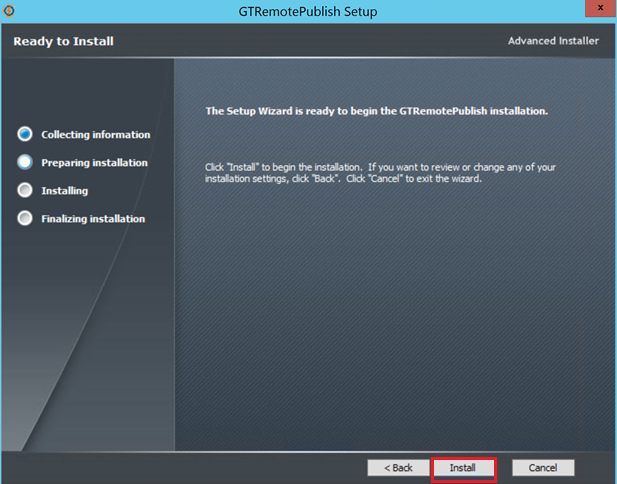 GTRemotePublish Setup
x
Ready to Install
Advanced Installer
Collecting information
Preparing installation
Installing
Finalizing installation
The Setup Wizard is ready to begin the GTRemotePublish installation.
Click "Install" to begin the installation.  If you want to review or change any of your
installation settings, click "Back".  Click "Cancel" to exit the wizard.
< Back
Install
Cancel